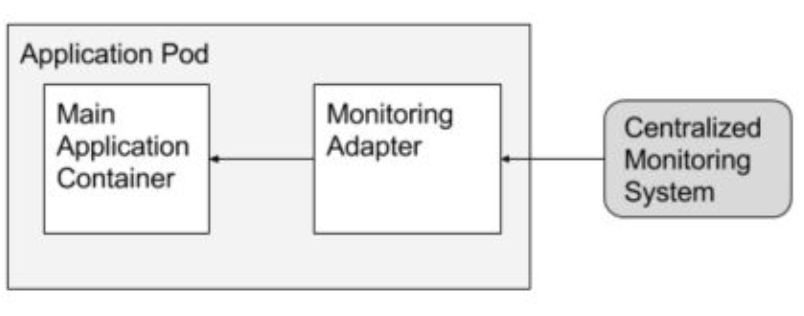 Application Pod
Main
Application
Container
Monitoring
Adapter
Centralized
Monitoring
System